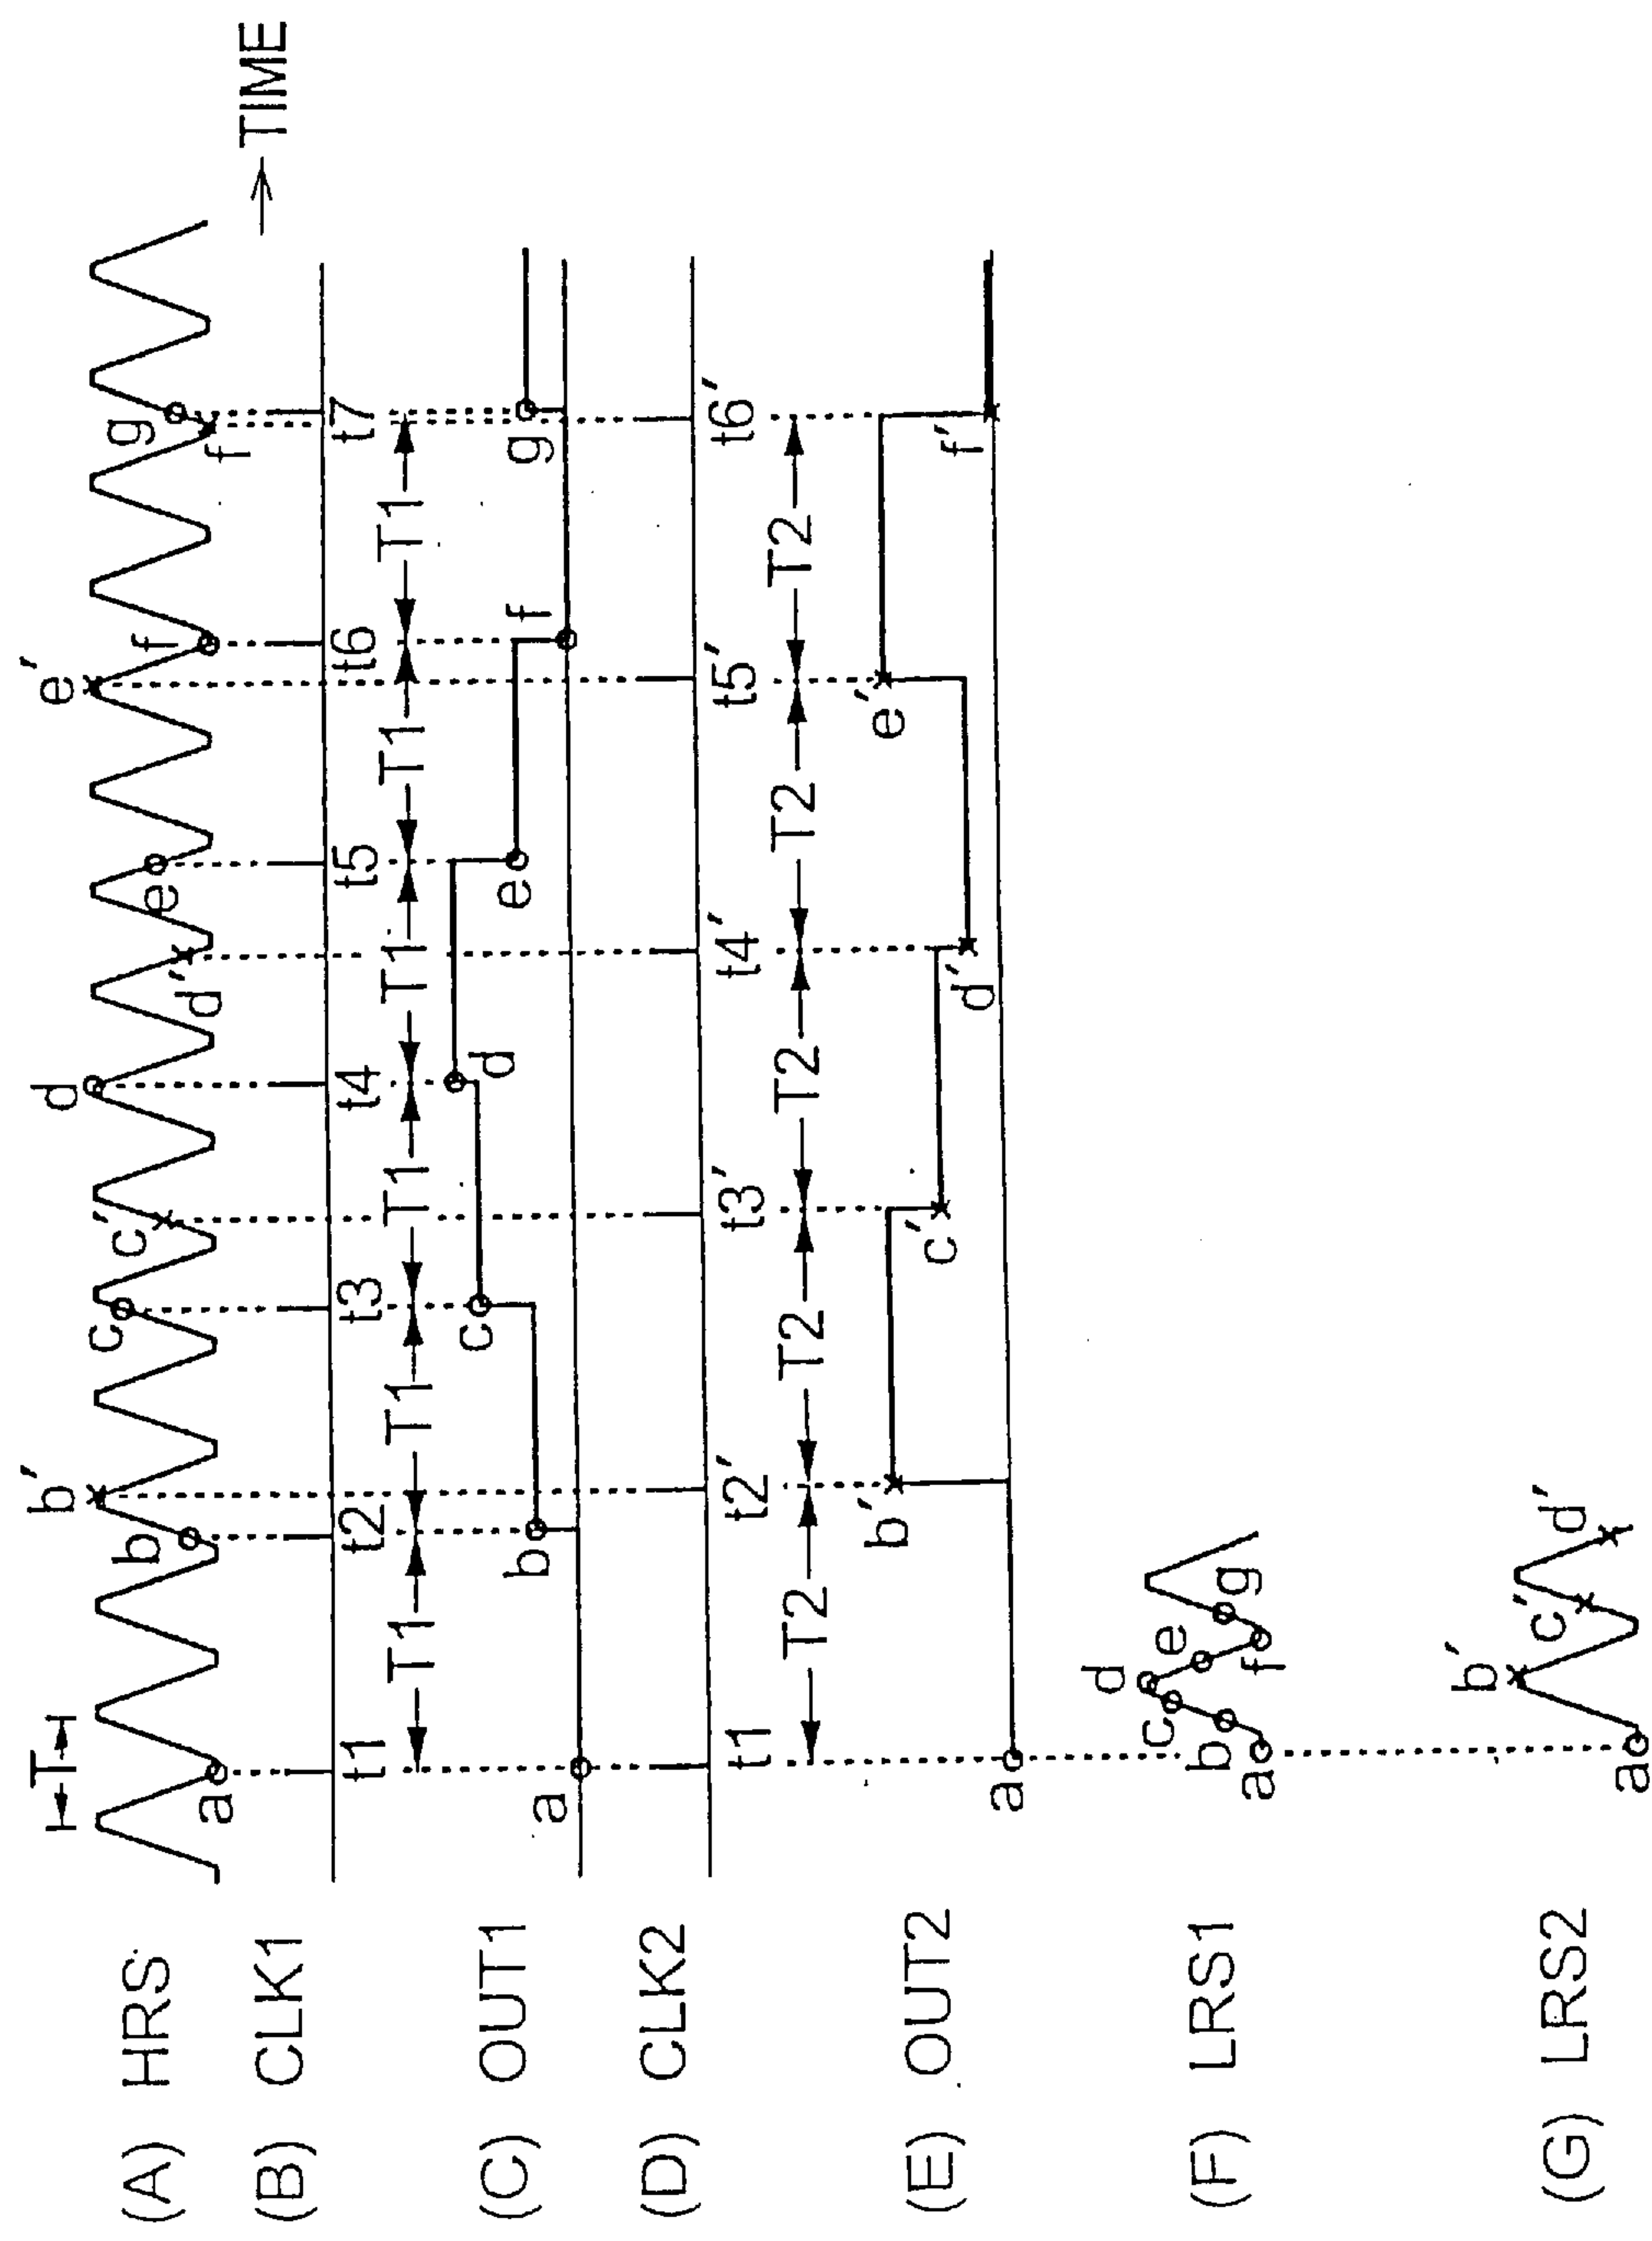 (A) HRS
T
a b b' c c' d d' e e' f f' g
→ TIME
(B) CLK1
t1 t2 t3 t4 t5 t6 t7
T1 T1 T1 T1 T1 T1
(C) OUT1
a b c d e f g
(D) CLK2
t1 t2' t3' t4' t5' t6'
T2 T2 T2 T2 T2
(E) OUT2
a b' c' d' e' f'
(F) LRS1
a b c d e f g
(G) LRS2
a b' c' d'